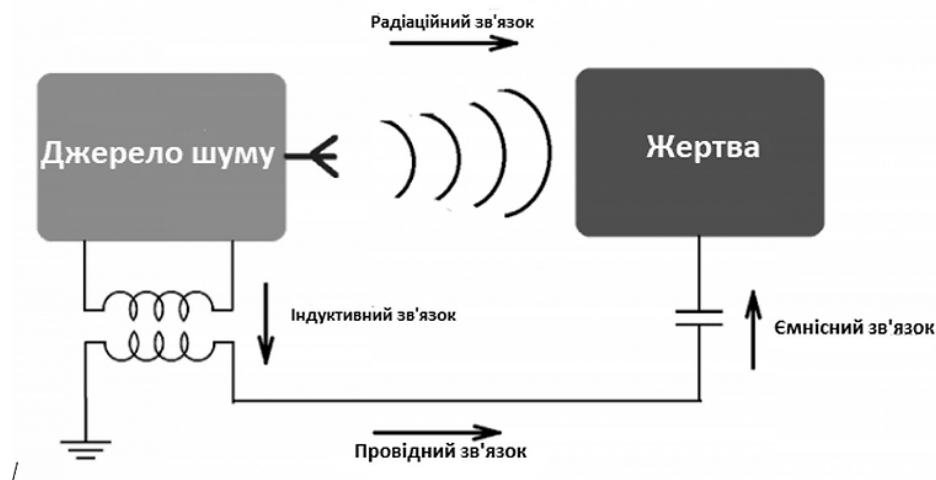 Радіаційний зв'язок
Джерело шуму
Жертва
Індуктивний зв'язок
Ємнісний зв'язок
Провідний зв'язок
/